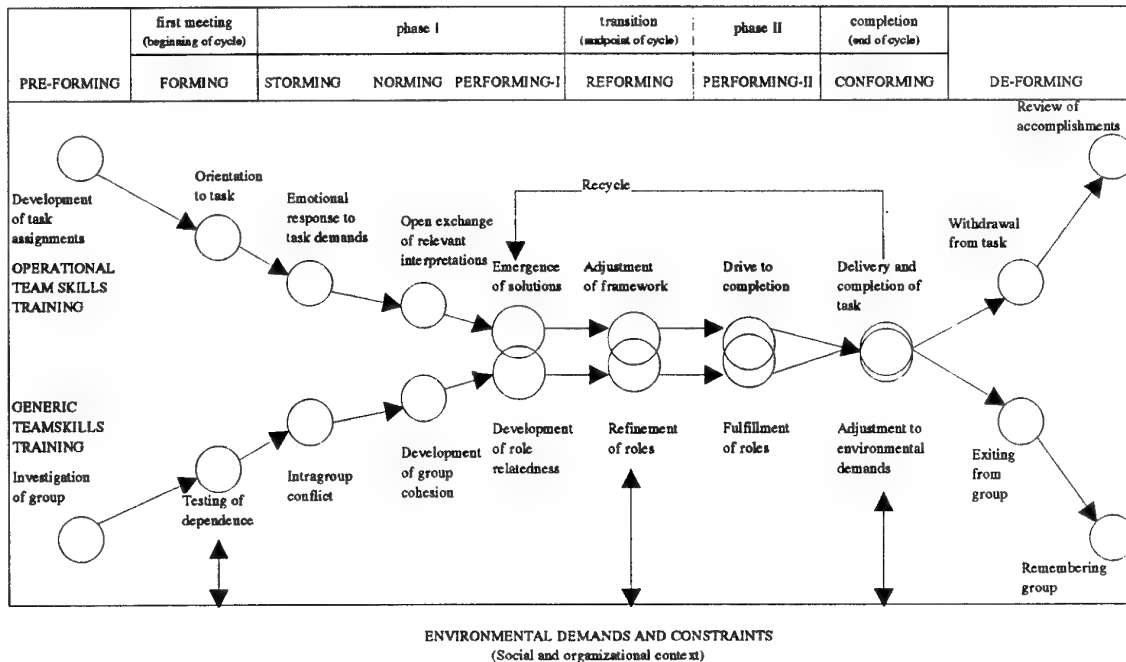 first meeting
(beginning of cycle)
phase I
transition
(midpoint of cycle)
phase II
completion
(end of cycle)
PRE-FORMING
FORMING
STORMING
NORMING
PERFORMING-I
REFORMING
PERFORMING-II
CONFORMING
DE-FORMING
Review of
accomplishments
Development
of task
assignments
Orientation
to task
Emotional
response to
task demands
Open exchange
of relevant
interpretations
Recycle
Emergence
of solutions
Adjustment
of framework
Drive to
completion
Delivery and
completion of
task
Withdrawal
from task
OPERATIONAL
TEAM SKILLS
TRAINING
GENERIC
TEAMSKILLS
TRAINING
Investigation
of group
Testing of
dependence
Intragroup
conflict
Development
of group
cohesion
Development
of role
relatedness
Refinement
of roles
Fulfillment
of roles
Adjustment to
environmental
demands
Exiting
from
group
Remembering
group
ENVIRONMENTAL DEMANDS AND CONSTRAINTS
(Social and organizational context)